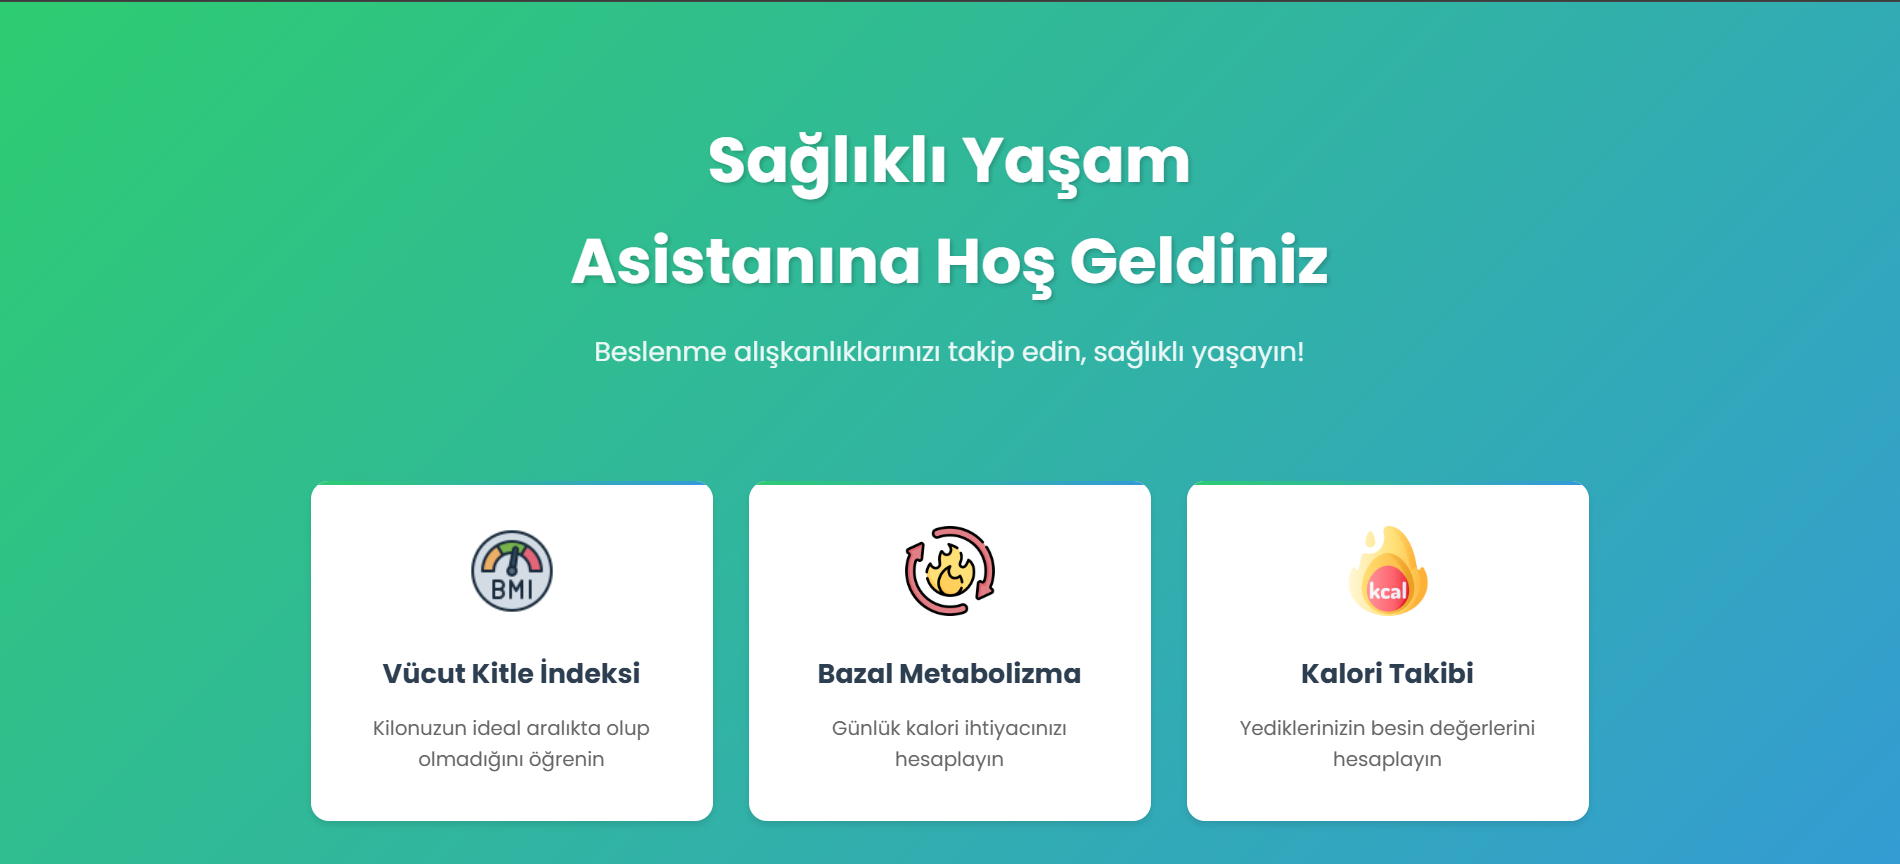 Sağlıklı Yaşam
Asistanına Hoş Geldiniz
Beslenme alışkanlıklarınızı takip edin, sağlıklı yaşayın!
BMI
Vücut Kitle İndeksi
Kilonuzun ideal aralıkta olup
olmadığını öğrenin
Bazal Metabolizma
Günlük kalori ihtiyacınızı
hesaplayın
kcal
Kalori Takibi
Yediklerinizin besin değerlerini
hesaplayın